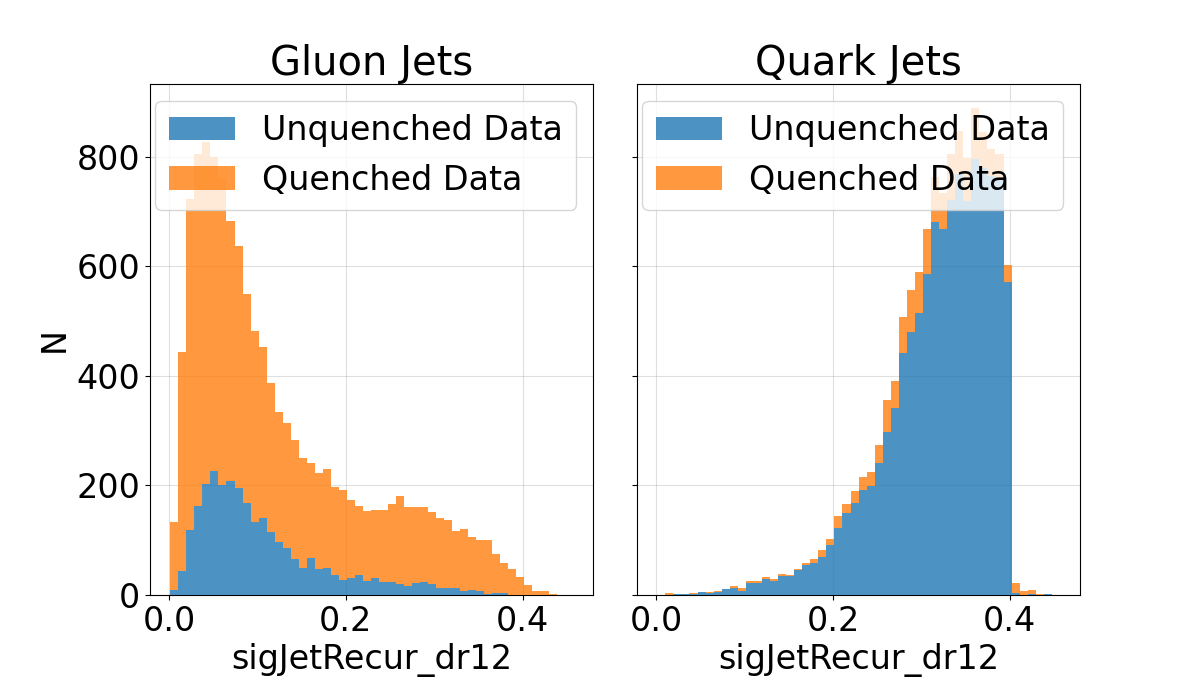 Gluon Jets
Quark Jets
Unquenched Data
Quenched Data
Unquenched Data
Quenched Data
N
800
600
400
200
0
0.0 0.2 0.4
0.0 0.2 0.4
sigJetRecur_dr12
sigJetRecur_dr12